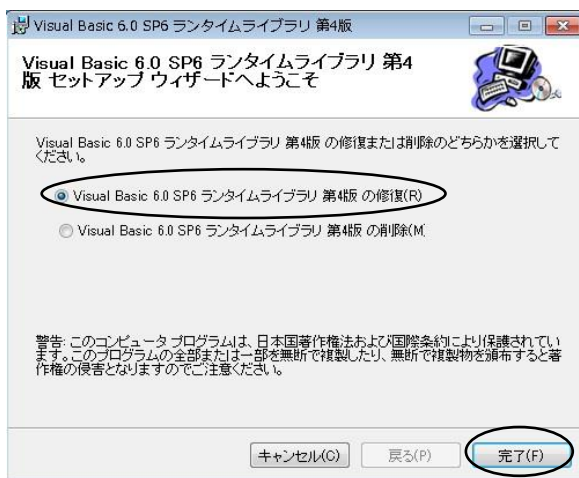 Visual Basic 6.0 SP6 ランタイムライブラリ 第4版
Visual Basic 6.0 SP6 ランタイムライブラリ 第4
版 セットアップ ウィザードへようこそ
Visual Basic 6.0 SP6 ランタイムライブラリ 第4版 の修復または削除のどちらかを選択して
ください。
Visual Basic 6.0 SP6 ランタイムライブラリ 第4版 の修復(R)
Visual Basic 6.0 SP6 ランタイムライブラリ 第4版 の削除(M
警告: このコンピュータ プログラムは、日本国著作権法および国際条約により保護されてい
ます。このプログラムの全部または一部を無断で複製したり、無断で複製物を頒布すると著
作権の侵害となりますのでご注意ください。
キャンセル(C)
戻る(P)
完了(F)